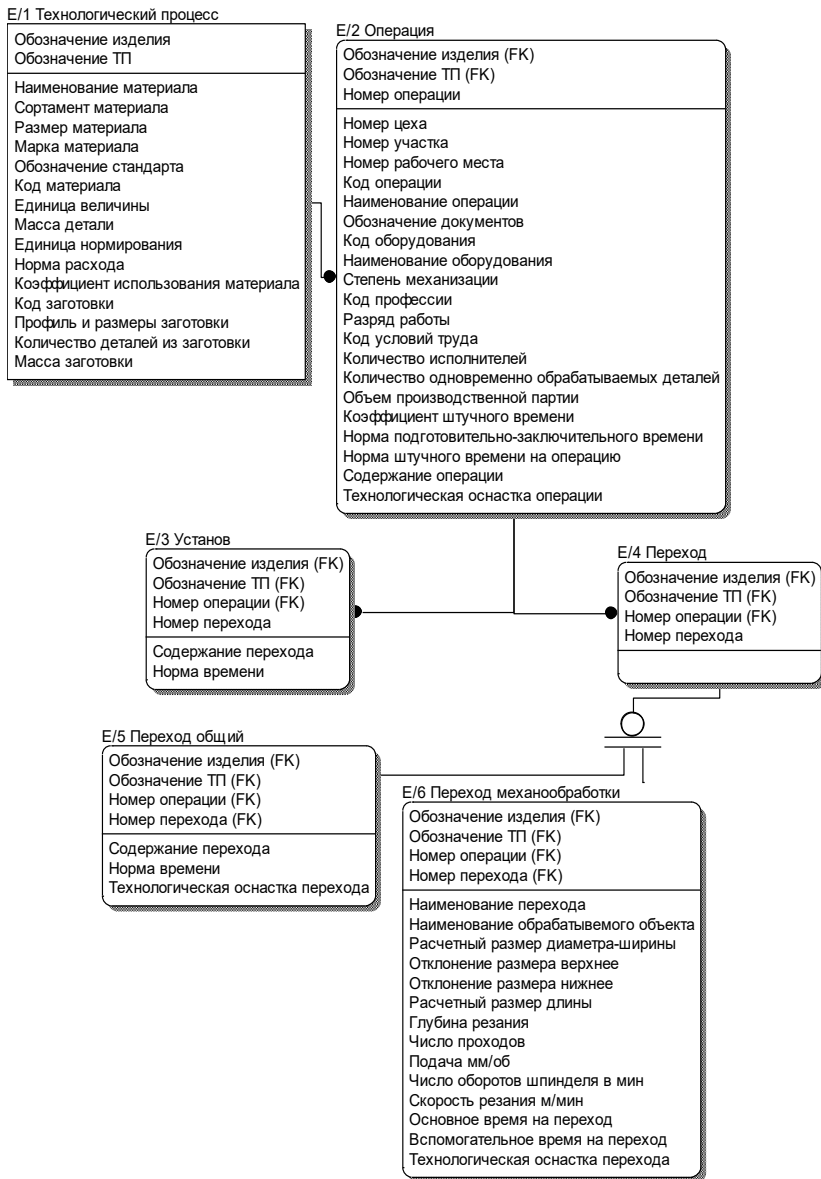 Е/1 Технологический процесс
Обозначение изделия
Обозначение ТП
Наименование материала
Сортамент материала
Размер материала
Марка материала
Обозначение стандарта
Код материала
Единица величины
Масса детали
Единица нормирования
Норма расхода
Коэффициент использования материала
Код заготовки
Профиль и размеры заготовки
Количество деталей из заготовки
Масса заготовки
Е/2 Операция
Обозначение изделия (FK)
Обозначение ТП (FK)
Номер операции
Номер цеха
Номер участка
Номер рабочего места
Код операции
Наименование операции
Обозначение документов
Код оборудования
Наименование оборудования
Степень механизации
Код профессии
Разряд работы
Код условий труда
Количество исполнителей
Количество одновременно обрабатываемых деталей
Объем производственной партии
Коэффициент штучного времени
Норма подготовительно-заключительного времени
Норма штучного времени на операцию
Содержание операции
Технологическая оснастка операции
Е/3 Установ
Обозначение изделия (FK)
Обозначение ТП (FK)
Номер операции (FK)
Номер перехода
Содержание перехода
Норма времени
Е/4 Переход
Обозначение изделия (FK)
Обозначение ТП (FK)
Номер операции (FK)
Номер перехода
Е/5 Переход общий
Обозначение изделия (FK)
Обозначение ТП (FK)
Номер операции (FK)
Номер перехода (FK)
Содержание перехода
Норма времени
Технологическая оснастка перехода
Е/6 Переход механообработки
Обозначение изделия (FK)
Обозначение ТП (FK)
Номер операции (FK)
Номер перехода (FK)
Наименование перехода
Наименование обрабатывемого объекта
Расчетный размер диаметра-ширины
Отклонение размера верхнее
Отклонение размера нижнее
Расчетный размер длины
Глубина резания
Число проходов
Подача мм/об
Число оборотов шпинделя в мин
Скорость резания м/мин
Основное время на переход
Вспомогательное время на переход
Технологическая оснастка перехода